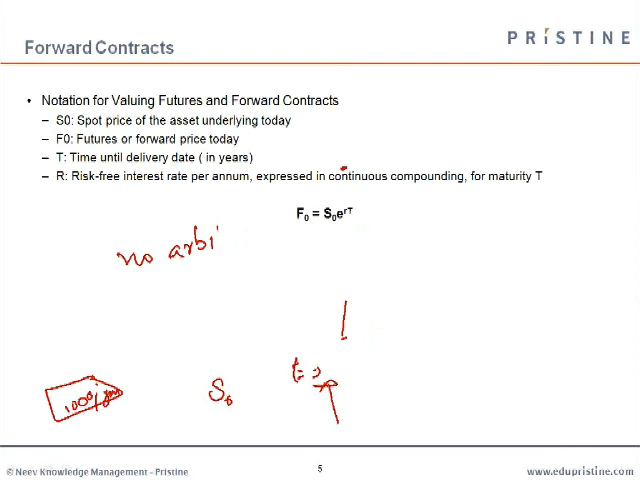 PRISTINE
Forward Contracts
• Notation for Valuing Futures and Forward Contracts
– S0: Spot price of the asset underlying today
– F0: Futures or forward price today
– T: Time until delivery date ( in years)
– R: Risk-free interest rate per annum, expressed in continuous compounding, for maturity T
F₀ = S₀eʳᵀ
no arbi
S₀
© Neev Knowledge Management – Pristine
5
www.edupristine.com